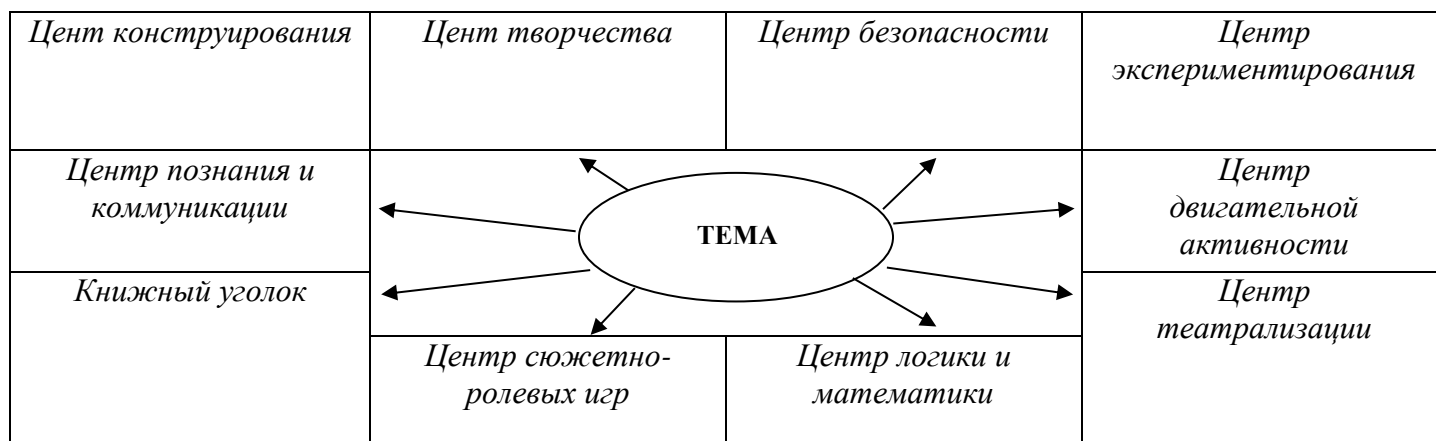 Цент конструирования
Цент творчества
Центр безопасности
Центр
экспериментирования
Центр познания и
коммуникации
ТЕМА
Центр
двигательной
активности
Книжный уголок
Центр
театрализации
Центр сюжетно-
ролевых игр
Центр логики и
математики